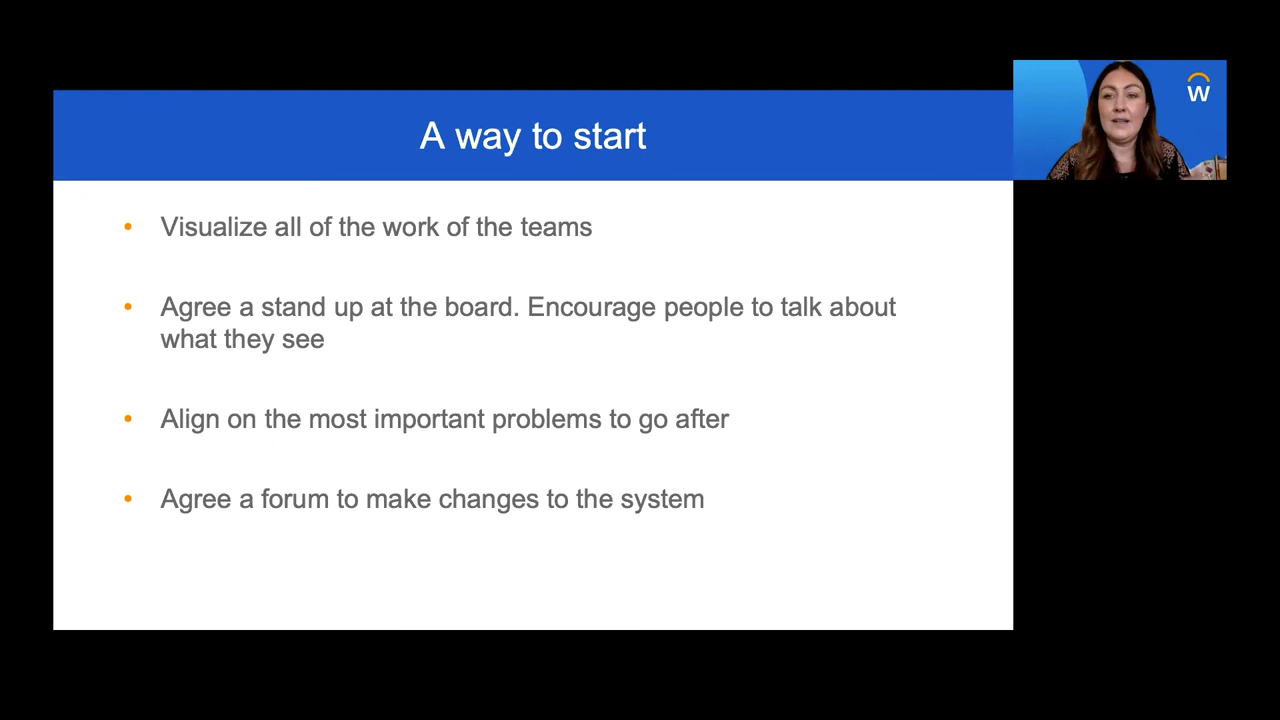 A way to start
W
• Visualize all of the work of the teams
• Agree a stand up at the board. Encourage people to talk about
what they see
• Align on the most important problems to go after
• Agree a forum to make changes to the system